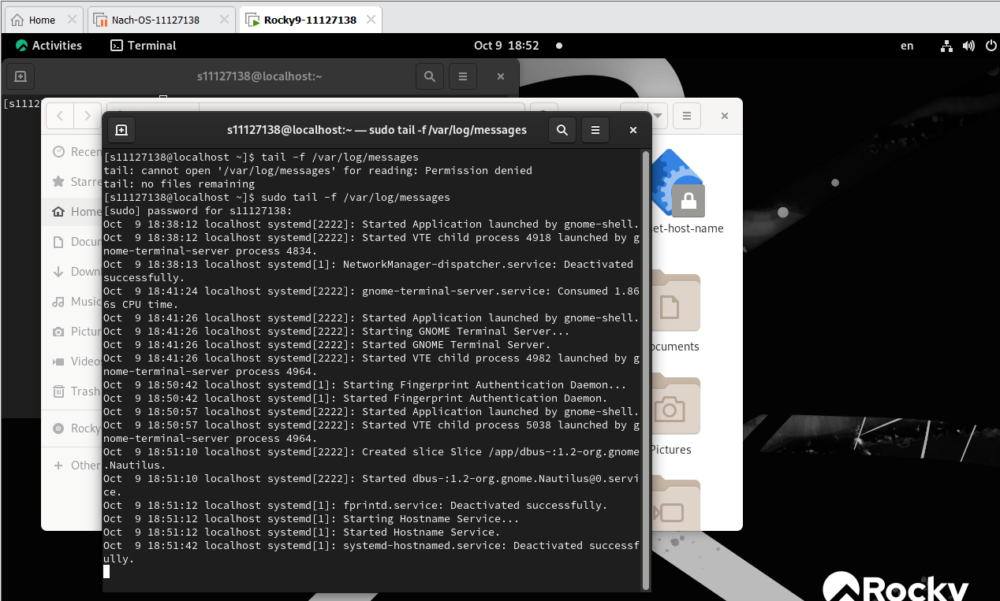 Home
Nach-OS-11127138
Rocky9-11127138
Activities
Terminal
Oct 9 18:52
en
s11127138@localhost:~
s11127138@localhost:~ — sudo tail -f /var/log/messages
[s11127138@localhost ~]$ tail -f /var/log/messages
tail: cannot open '/var/log/messages' for reading: Permission denied
tail: no files remaining
[s11127138@localhost ~]$ sudo tail -f /var/log/messages
[sudo] password for s11127138:
Oct  9 18:38:12 localhost systemd[2222]: Started Application launched by gnome-shell.
Oct  9 18:38:12 localhost systemd[2222]: Started VTE child process 4918 launched by g
nome-terminal-server process 4834.
Oct  9 18:38:13 localhost systemd[1]: NetworkManager-dispatcher.service: Deactivated
successfully.
Oct  9 18:41:24 localhost systemd[2222]: gnome-terminal-server.service: Consumed 1.86
6s CPU time.
Oct  9 18:41:26 localhost systemd[2222]: Started Application launched by gnome-shell.
Oct  9 18:41:26 localhost systemd[2222]: Starting GNOME Terminal Server...
Oct  9 18:41:26 localhost systemd[2222]: Started GNOME Terminal Server.
Oct  9 18:41:26 localhost systemd[2222]: Started VTE child process 4982 launched by g
nome-terminal-server process 4964.
Oct  9 18:50:42 localhost systemd[1]: Starting Fingerprint Authentication Daemon...
Oct  9 18:50:42 localhost systemd[1]: Started Fingerprint Authentication Daemon.
Oct  9 18:50:57 localhost systemd[2222]: Started Application launched by gnome-shell.
Oct  9 18:50:57 localhost systemd[2222]: Started VTE child process 5038 launched by g
nome-terminal-server process 4964.
Oct  9 18:51:10 localhost systemd[2222]: Created slice Slice /app/dbus-:1.2-org.gnome
.Nautilus.
Oct  9 18:51:10 localhost systemd[2222]: Started dbus-:1.2-org.gnome.Nautilus@0.servi
ce.
Oct  9 18:51:12 localhost systemd[1]: fprintd.service: Deactivated successfully.
Oct  9 18:51:12 localhost systemd[1]: Starting Hostname Service...
Oct  9 18:51:12 localhost systemd[1]: Started Hostname Service.
Oct  9 18:51:42 localhost systemd[1]: systemd-hostnamed.service: Deactivated successf
ully.
[s1112
Recen
Starre
Home
Docun
Downl
Music
Pictur
Videos
Trash
Rocky
Other
et-host-name
ocuments
Pictures
Rocky